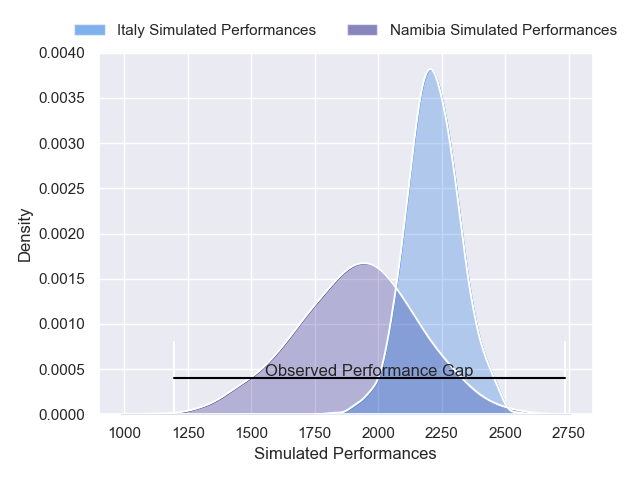 Italy Simulated Performances
Namibia Simulated Performances
0.0040
0.0035
0.0030
0.0025
0.0020
0.0015
0.0010
0.0005
0.0000
Density
Observed Performance Gap
1000 1250 1500 1750 2000 2250 2500 2750
Simulated Performances